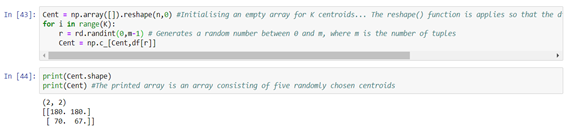 In [43]: Cent = np.array([]).reshape(n,0) #Initialising an empty array for K centroids... The reshape() function is applies so that the d
for i in range(K):
r = rd.randint(0,m-1) # Generates a random number between 0 and m, where m is the number of tuples
Cent = np.c_[Cent,df[r]]
In [44]: print(Cent.shape)
print(Cent) #The printed array is an array consisting of five randomly chosen centroids
(2, 2)
[[180. 180.]
[ 70. 67.]]